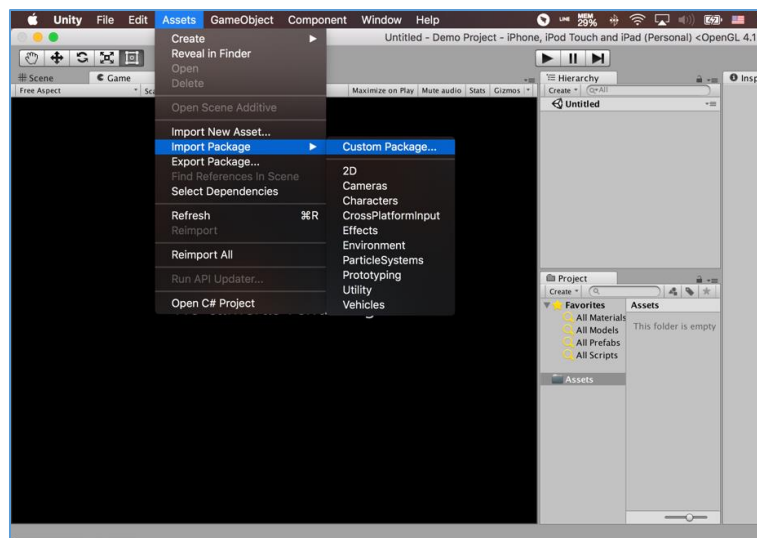 Unity File Edit Assets GameObject Component Window Help
LINE MEM 29%
Untitled - Demo Project - iPhone, iPod Touch and iPad (Personal) <OpenGL 4.1
Scene
Game
Free Aspect
Maximize on Play Mute audio Stats Gizmos
Create
Reveal in Finder
Open
Delete
Open Scene Additive
Import New Asset...
Import Package
Export Package...
Find References In Scene
Select Dependencies
Refresh ⌘R
Reimport
Reimport All
Run API Updater...
Open C# Project
Custom Package...
2D
Cameras
Characters
CrossPlatformInput
Effects
Environment
ParticleSystems
Prototyping
Utility
Vehicles
Hierarchy
Create All
Untitled
Project
Create
Favorites
All Materials
All Models
All Prefabs
All Scripts
Assets
Assets
This folder is empty
Insp